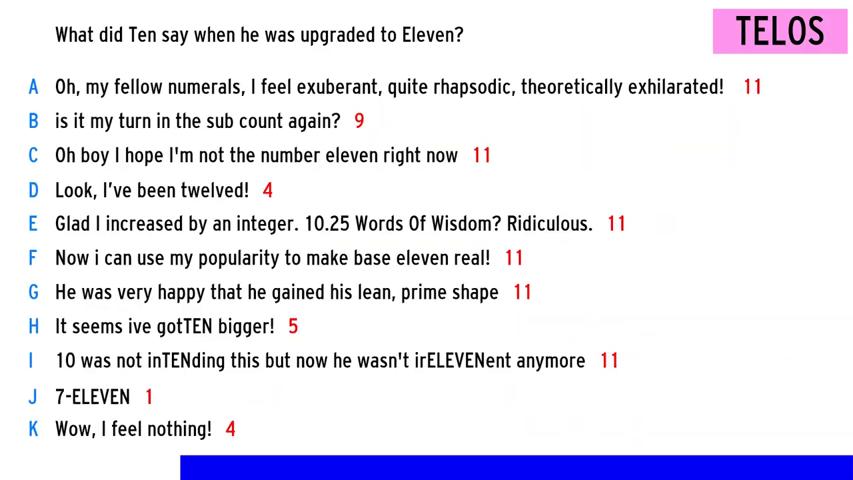 What did Ten say when he was upgraded to Eleven?
TELOS
A Oh, my fellow numerals, I feel exuberant, quite rhapsodic, theoretically exhilarated! 11
B is it my turn in the sub count again? 9
C Oh boy I hope I'm not the number eleven right now 11
D Look, I've been twelved! 4
E Glad I increased by an integer. 10.25 Words Of Wisdom? Ridiculous. 11
F Now i can use my popularity to make base eleven real! 11
G He was very happy that he gained his lean, prime shape 11
H It seems ive gotTEN bigger! 5
I 10 was not inTENding this but now he wasn't irELEVENent anymore 11
J 7-ELEVEN 1
K Wow, I feel nothing! 4